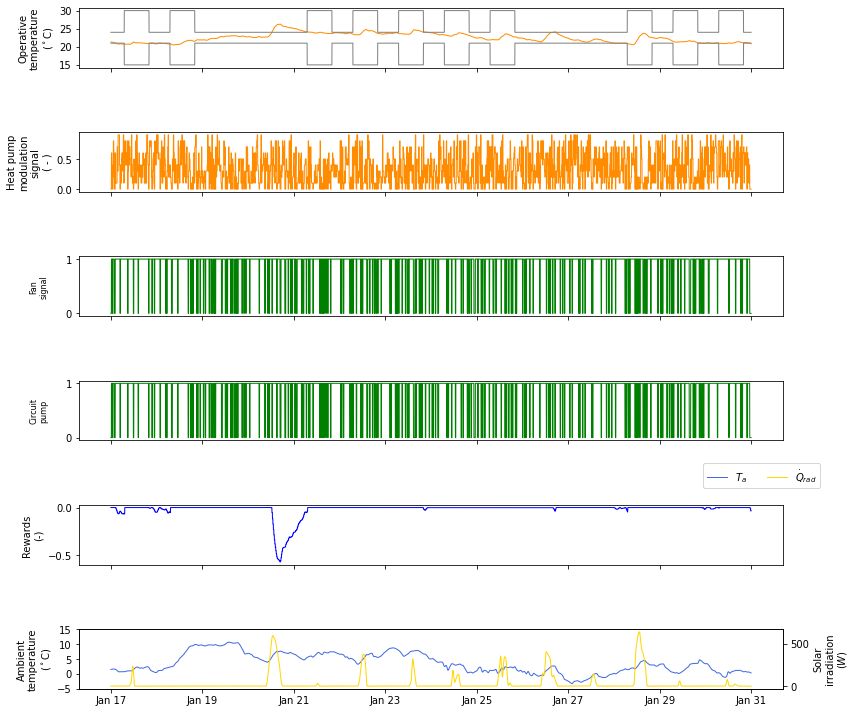 Operative
temperature
(°C)
30
25
20
15
Heat pump
modulation
signal
( - )
0.5
0.0
Fan
signal
1
0
Circuit
pump
1
0
T_a Q̇_rad
Rewards
(-)
0.0
−0.5
Ambient
temperature
(°C)
15
10
5
0
−5
500
0
Solar
irradiation
(W)
Jan 17 Jan 19 Jan 21 Jan 23 Jan 25 Jan 27 Jan 29 Jan 31